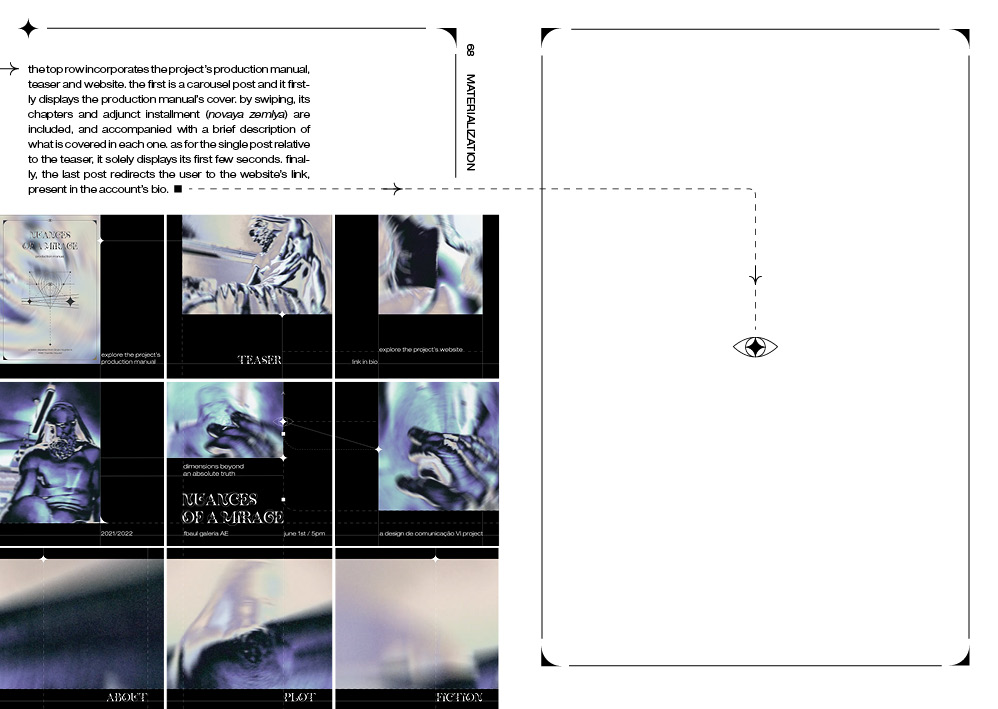 the top row incorporates the project's production manual,
teaser and website. the first is a carousel post and it first-
ly displays the production manual's cover. by swiping, its
chapters and adjunct installment (novaya zemlya) are
included, and accompanied with a brief description of
what is covered in each one. as for the single post relative
to the teaser, it solely displays its first few seconds. final-
ly, the last post redirects the user to the website's link,
present in the account's bio.
68 MATERIALIZATION
NUANCES
OF A MIRAGE
explore the project's
production manual
TEASER
explore the project's website
link in bio
2021/2022
dimensions beyond
an absolute truth
NUANCES
OF A MIRAGE
fbaul galeria AE
june 1st / 5pm
a design de comunicação VI project
ABOUT
PLOT
FICTION